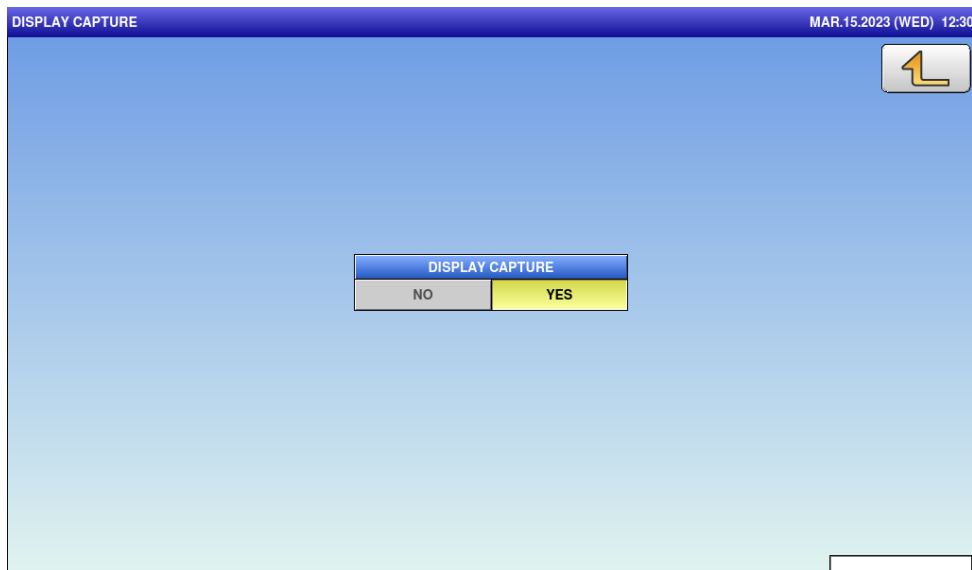 DISPLAY CAPTURE MAR.15.2023 (WED) 12:30
DISPLAY CAPTURE
NO YES